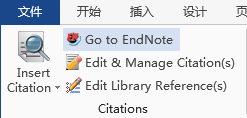 文件 开始 插入 设计
Go to EndNote
Insert Citation
Edit & Manage Citation(s)
Edit Library Reference(s)
Citations